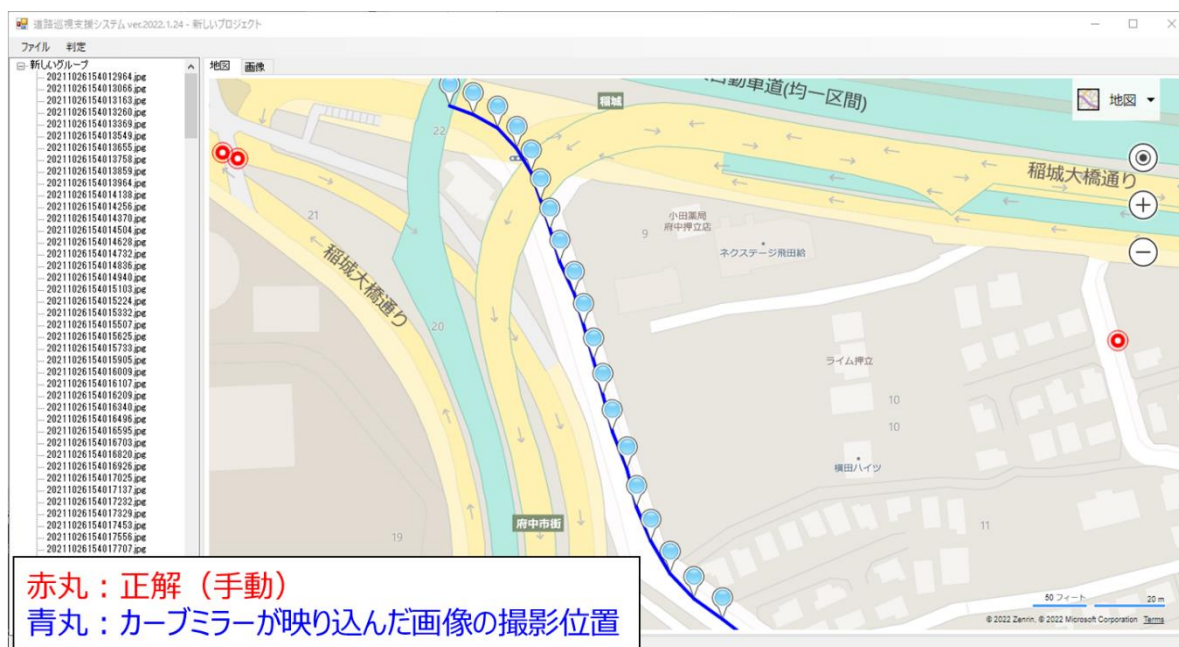 道路巡視支援システム ver.2022.1.24 - 新しいプロジェクト
ファイル 判定
新しいグループ
20211026154012964.jpg
20211026154013066.jpg
20211026154013163.jpg
20211026154013260.jpg
20211026154013369.jpg
20211026154013549.jpg
20211026154013655.jpg
20211026154013758.jpg
20211026154013859.jpg
20211026154013964.jpg
20211026154014138.jpg
20211026154014256.jpg
20211026154014370.jpg
20211026154014504.jpg
20211026154014628.jpg
20211026154014732.jpg
20211026154014836.jpg
20211026154014940.jpg
20211026154015103.jpg
20211026154015224.jpg
20211026154015332.jpg
20211026154015507.jpg
20211026154015625.jpg
20211026154015733.jpg
20211026154015905.jpg
20211026154016009.jpg
20211026154016107.jpg
20211026154016209.jpg
20211026154016340.jpg
20211026154016496.jpg
20211026154016595.jpg
20211026154016703.jpg
20211026154016820.jpg
20211026154016926.jpg
20211026154017025.jpg
20211026154017137.jpg
20211026154017232.jpg
20211026154017329.jpg
20211026154017453.jpg
20211026154017556.jpg
20211026154017707.jpg
地図 画像
自動車道(均一区間)
地図
稲城
22
稲城大橋通り
小田薬局
府中押立店
9
ネクステージ飛田給
21
稲城大橋通り
20
ライム押立
10
10
横田ハイツ
府中市街
19
11
50 フィート 20 m
© 2022 Zenrin, © 2022 Microsoft Corporation Terms
赤丸：正解（手動）
青丸：カーブミラーが映り込んだ画像の撮影位置